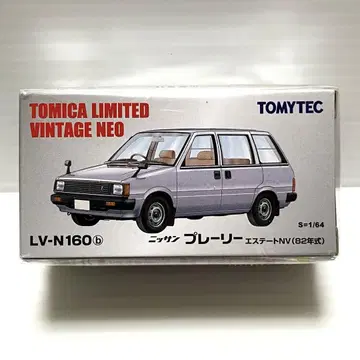 TOMICA LIMITED
VINTAGE NEO
TOMYTEC
S=1/64
LV-N160ⓑ
ニッサン プレーリー エステートNV(82年式)